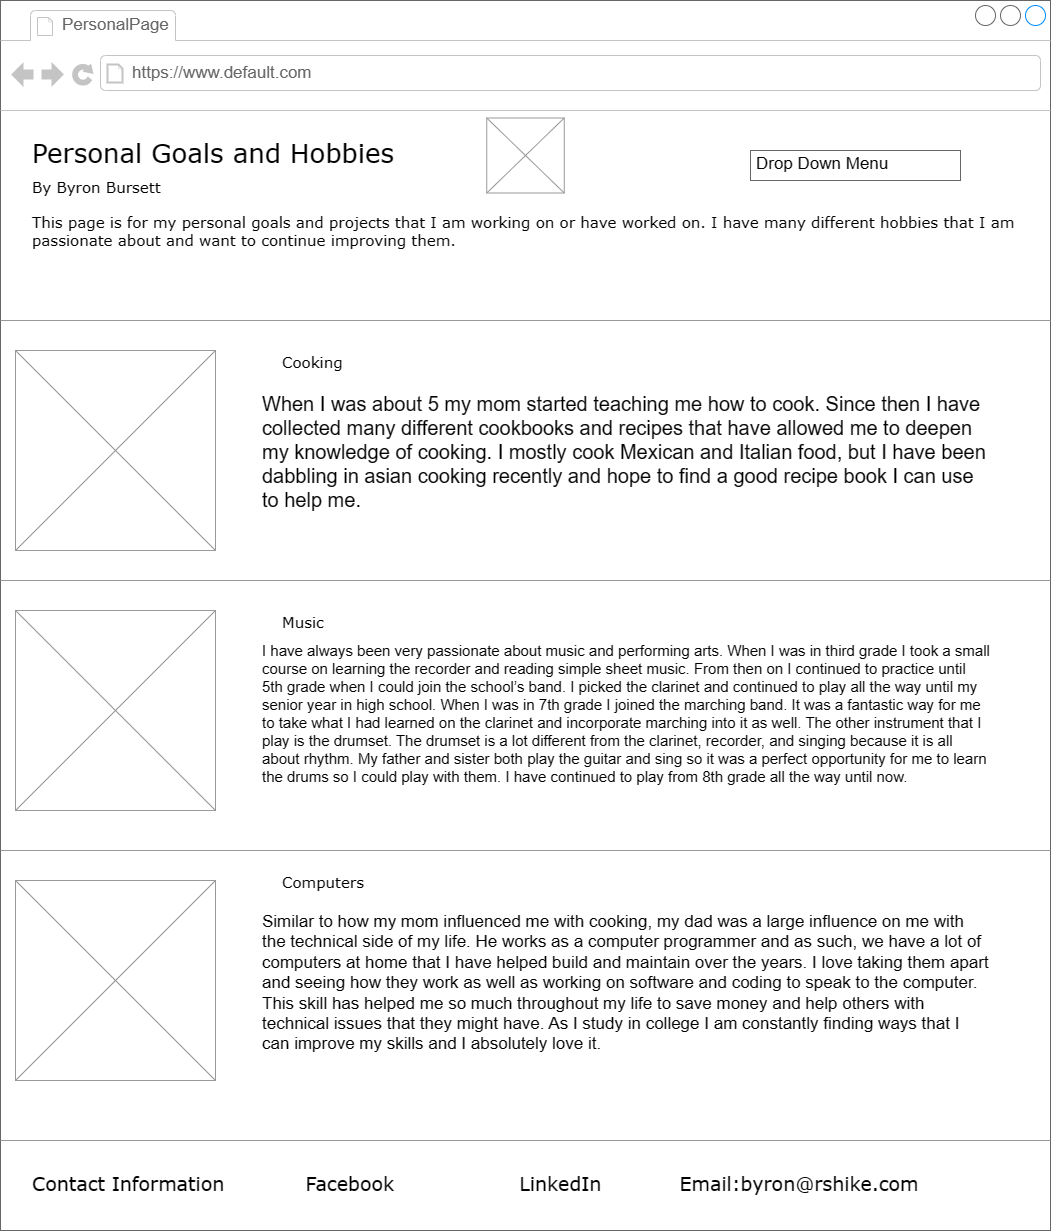 PersonalPage
https://www.default.com
Personal Goals and Hobbies
Drop Down Menu
By Byron Bursett
This page is for my personal goals and projects that I am working on or have worked on. I have many different hobbies that I am
passionate about and want to continue improving them.
Cooking
When I was about 5 my mom started teaching me how to cook. Since then I have
collected many different cookbooks and recipes that have allowed me to deepen
my knowledge of cooking. I mostly cook Mexican and Italian food, but I have been
dabbling in asian cooking recently and hope to find a good recipe book I can use
to help me.
Music
I have always been very passionate about music and performing arts. When I was in third grade I took a small
course on learning the recorder and reading simple sheet music. From then on I continued to practice until
5th grade when I could join the school’s band. I picked the clarinet and continued to play all the way until my
senior year in high school. When I was in 7th grade I joined the marching band. It was a fantastic way for me
to take what I had learned on the clarinet and incorporate marching into it as well. The other instrument that I
play is the drumset. The drumset is a lot different from the clarinet, recorder, and singing because it is all
about rhythm. My father and sister both play the guitar and sing so it was a perfect opportunity for me to learn
the drums so I could play with them. I have continued to play from 8th grade all the way until now.
Computers
Similar to how my mom influenced me with cooking, my dad was a large influence on me with
the technical side of my life. He works as a computer programmer and as such, we have a lot of
computers at home that I have helped build and maintain over the years. I love taking them apart
and seeing how they work as well as working on software and coding to speak to the computer.
This skill has helped me so much throughout my life to save money and help others with
technical issues that they might have. As I study in college I am constantly finding ways that I
can improve my skills and I absolutely love it.
Contact Information Facebook LinkedIn Email:byron@rshike.com